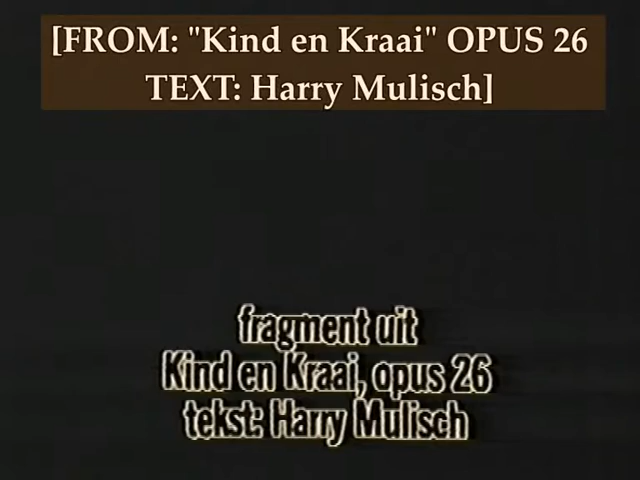 [FROM: "Kind en Kraai" OPUS 26
TEXT: Harry Mulisch]
fragment uit
Kind en Kraai, opus 26
tekst: Harry Mulisch